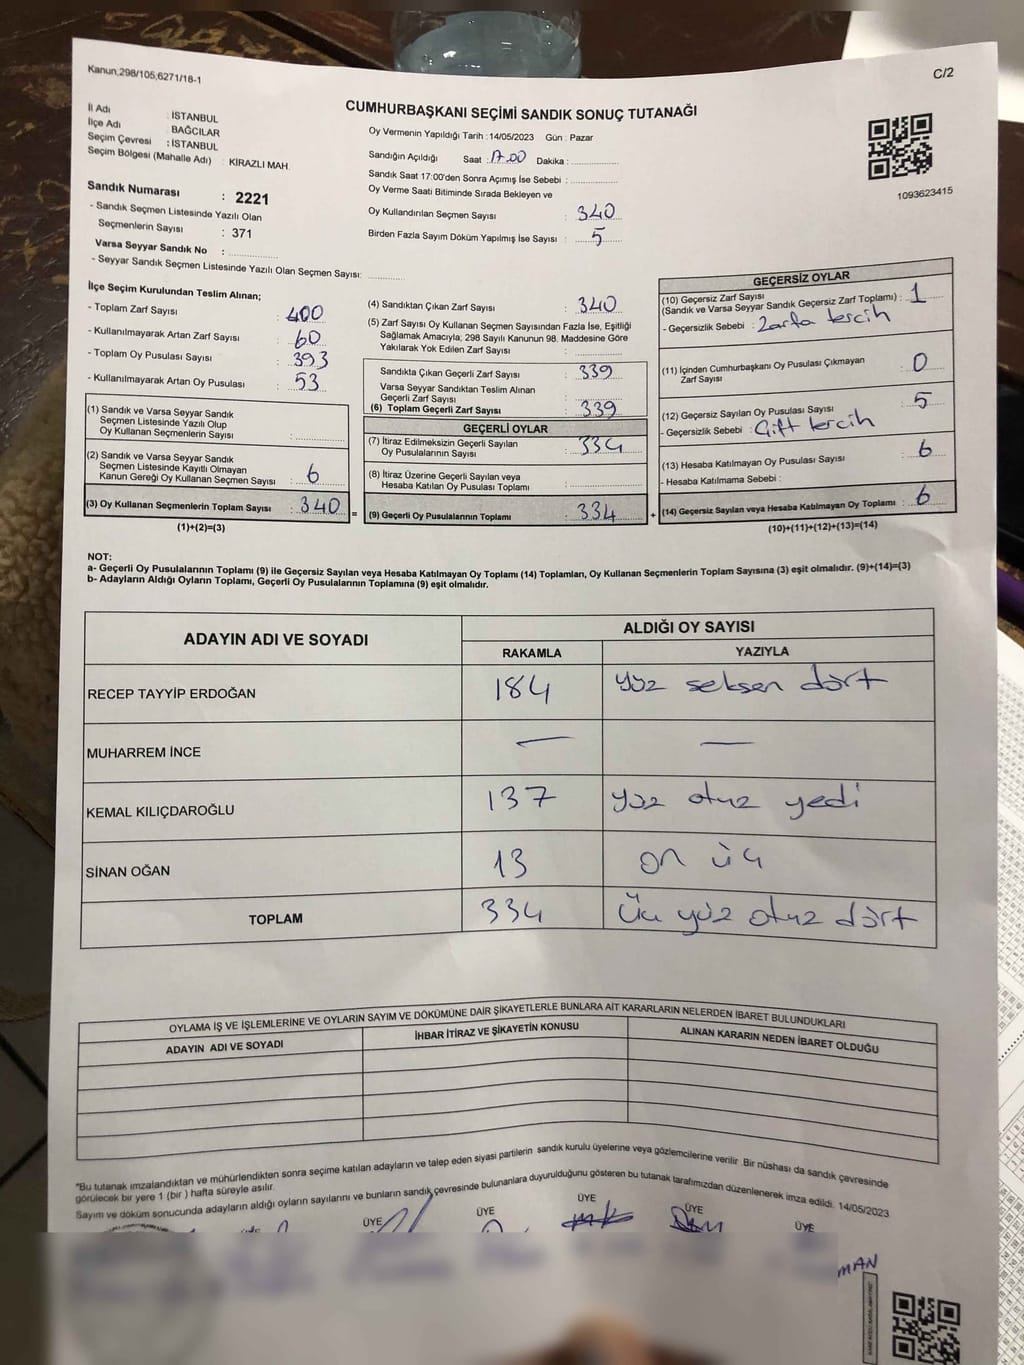 Kanun,298/105,6271/18-1
C/2
CUMHURBAŞKANI SEÇİMİ SANDIK SONUÇ TUTANAĞI
İl Adı : İSTANBUL
İlçe Adı : BAĞCILAR
Seçim Çevresi : İSTANBUL
Seçim Bölgesi (Mahalle Adı) : KİRAZLI MAH.
Sandık Numarası : 2221
- Sandık Seçmen Listesinde Yazılı Olan
Seçmenlerin Sayısı : 371
Varsa Seyyar Sandık No :
- Seyyar Sandık Seçmen Listesinde Yazılı Olan Seçmen Sayısı:
Oy Vermenin Yapıldığı Tarih :14/05/2023 Gün : Pazar
Sandığın Açıldığı Saat : 17.00 Dakika :
Sandık Saat 17:00'den Sonra Açımış İse Sebebi :
Oy Verme Saati Bitiminde Sırada Bekleyen ve
Oy Kullandırılan Seçmen Sayısı : 340
Birden Fazla Sayım Döküm Yapılmış İse Sayısı : 5
1093623415
İlçe Seçim Kurulundan Teslim Alınan;
- Toplam Zarf Sayısı : 400
- Kullanılmayarak Artan Zarf Sayısı : 60
- Toplam Oy Pusulası Sayısı : 393
- Kullanılmayarak Artan Oy Pusulası : 53
(1) Sandık ve Varsa Seyyar Sandık
Seçmen Listesinde Yazılı Olup
Oy Kullanan Seçmenlerin Sayısı :
(2) Sandık ve Varsa Seyyar Sandık
Seçmen Listesinde Kayıtlı Olmayan
Kanun Gereği Oy Kullanan Seçmen Sayısı : 6
(3) Oy Kullanan Seçmenlerin Toplam Sayısı : 340
(1)+(2)=(3)
=
(4) Sandıktan Çıkan Zarf Sayısı : 340
(5) Zarf Sayısı Oy Kullanan Seçmen Sayısından Fazla İse, Eşitliği
Sağlamak Amacıyla; 298 Sayılı Kanunun 98. Maddesine Göre
Yakılarak Yok Edilen Zarf Sayısı :
Sandıkta Çıkan Geçerli Zarf Sayısı : 339
Varsa Seyyar Sandıktan Teslim Alınan
Geçerli Zarf Sayısı :
(6) Toplam Geçerli Zarf Sayısı : 339
GEÇERLİ OYLAR
(7) İtiraz Edilmeksizin Geçerli Sayılan
Oy Pusulalarının Sayısı : 334
(8) İtiraz Üzerine Geçerli Sayılan veya
Hesaba Katılan Oy Pusulası Toplamı :
(9) Geçerli Oy Pusulalarının Toplamı : 334
+
GEÇERSİZ OYLAR
(10) Geçersiz Zarf Sayısı
(Sandık ve Varsa Seyyar Sandık Geçersiz Zarf Toplamı) : 1
- Geçersizlik Sebebi : 2 zarfa tercih
(11) İçinden Cumhurbaşkanı Oy Pusulası Çıkmayan
Zarf Sayısı : 0
(12) Geçersiz Sayılan Oy Pusulası Sayısı : 5
- Geçersizlik Sebebi : Çift tercih
(13) Hesaba Katılmayan Oy Pusulası Sayısı : 6
- Hesaba Katılmama Sebebi :
(14) Geçersiz Sayılan veya Hesaba Katılmayan Oy Toplamı : 6
(10)+(11)+(12)+(13)=(14)
NOT:
a- Geçerli Oy Pusulalarının Toplamı (9) ile Geçersiz Sayılan veya Hesaba Katılmayan Oy Toplamı (14) Toplamları, Oy Kullanan Seçmenlerin Toplam Sayısına (3) eşit olmalıdır. (9)+(14)=(3)
b- Adayların Aldığı Oyların Toplamı, Geçerli Oy Pusulalarının Toplamına (9) eşit olmalıdır.
ADAYIN ADI VE SOYADI
ALDIĞI OY SAYISI
RAKAMLA YAZIYLA
RECEP TAYYİP ERDOĞAN 184 yüz seksen dört
MUHARREM İNCE — —
KEMAL KILIÇDAROĞLU 137 yüz otuz yedi
SİNAN OĞAN 13 on üç
TOPLAM 334 Üç yüz otuz dört
OYLAMA İŞ VE İŞLEMLERİNE VE OYLARIN SAYIM VE DÖKÜMÜNE DAİR ŞİKAYETLERLE BUNLARA AİT KARARLARIN NELERDEN İBARET BULUNDUKLARI
ADAYIN ADI VE SOYADI İHBAR İTİRAZ VE ŞİKAYETİN KONUSU ALINAN KARARIN NEDEN İBARET OLDUĞU
"Bu tutanak imzalandıktan ve mühürlendikten sonra seçime katılan adayların ve talep eden siyasi partilerin sandık kurulu üyelerine veya gözlemcilerine verilir Bir nüshası da sandık çevresinde
görülecek bir yere 1 (bir ) hafta süreyle asılır.
Sayım ve döküm sonucunda adayların aldığı oyların sayılarını ve bunların sandık çevresinde bulunanlara duyurulduğunu gösteren bu tutanak tarafımızdan düzenlenerek imza edildi. 14/05/2023
ÜYE ÜYE ÜYE ÜYE ÜYE
MAN